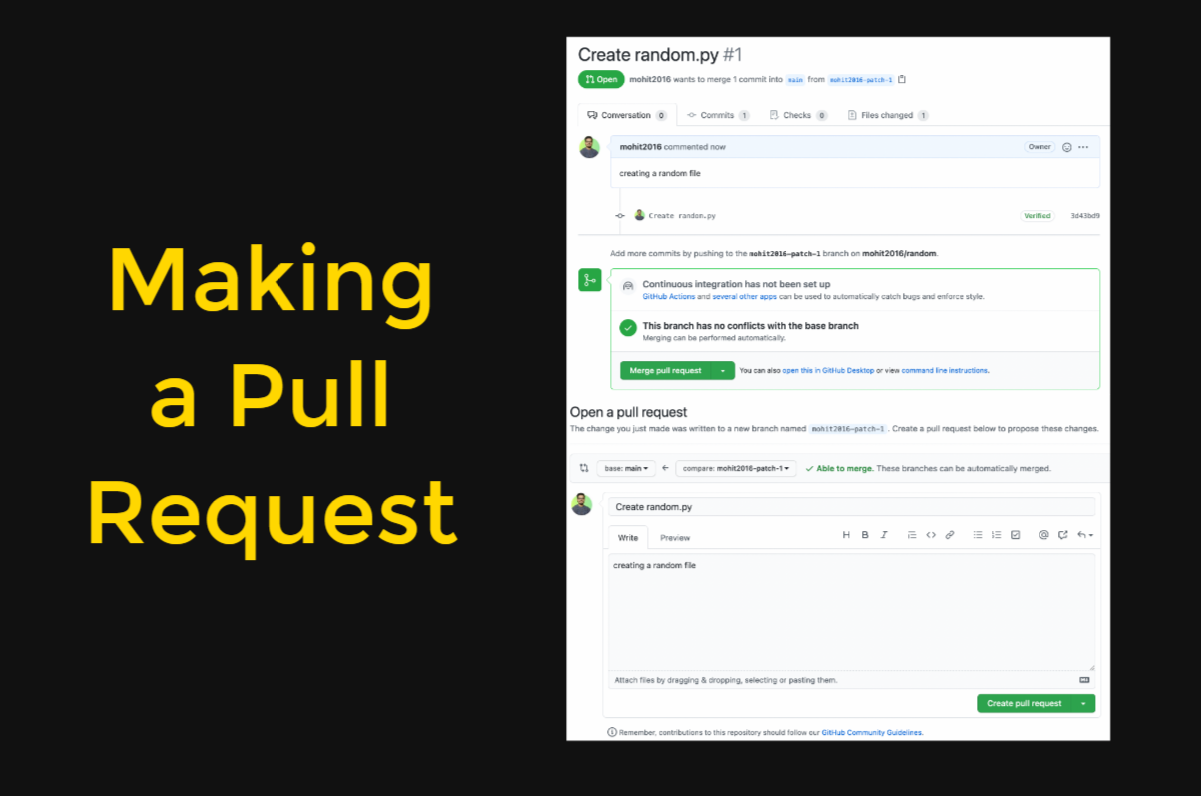 Making
a Pull
Request
Create random.py #1
Open mohit2016 wants to merge 1 commit into main from mohit2016-patch-1
Conversation 0 Commits 1 Checks 0 Files changed 1
mohit2016 commented now Owner
creating a random file
Create random.py Verified 3d43bd9
Add more commits by pushing to the mohit2016-patch-1 branch on mohit2016/random.
Continuous integration has not been set up
GitHub Actions and several other apps can be used to automatically catch bugs and enforce style.
This branch has no conflicts with the base branch
Merging can be performed automatically.
Merge pull request You can also open this in GitHub Desktop or view command line instructions.
Open a pull request
The change you just made was written to a new branch named mohit2016-patch-1. Create a pull request below to propose these changes.
base: main compare: mohit2016-patch-1 Able to merge. These branches can be automatically merged.
Create random.py
Write Preview H B I
creating a random file
Attach files by dragging & dropping, selecting or pasting them.
Create pull request
Remember, contributions to this repository should follow our GitHub Community Guidelines.